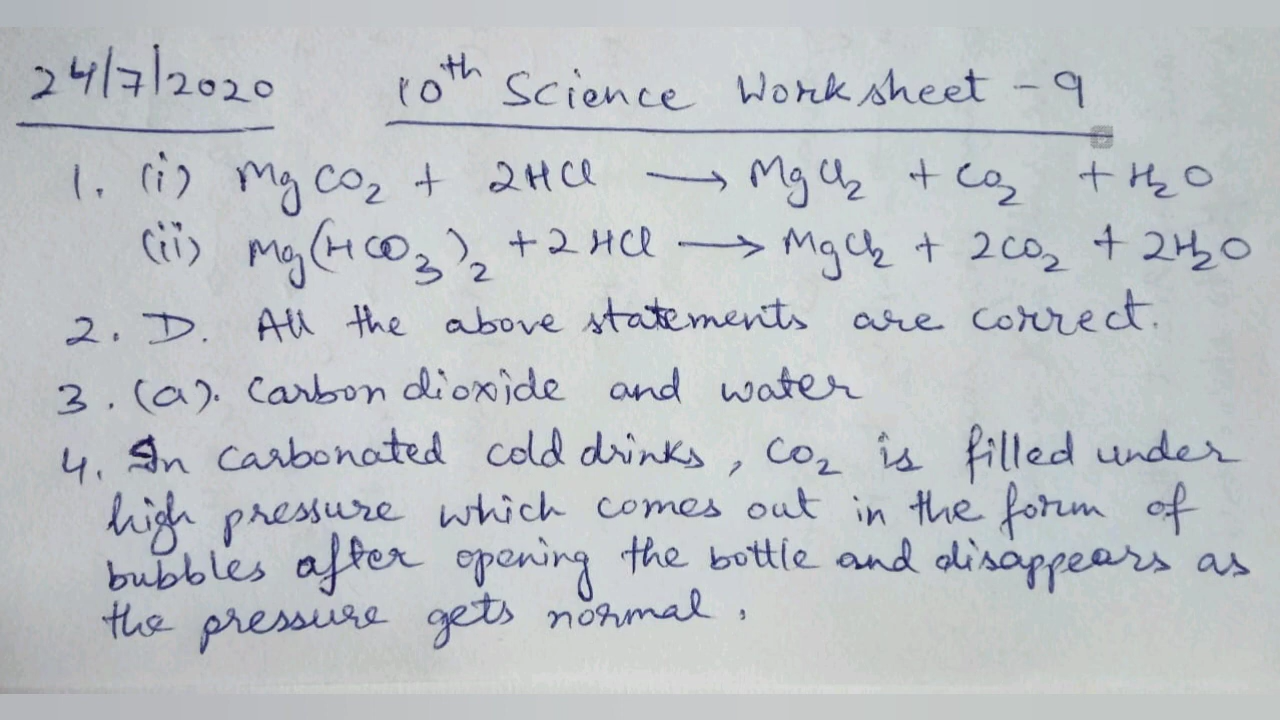 24/7/2020 10th Science Worksheet - 9
1. (i) MgCO2 + 2HCl → MgCl2 + CO2 + H2O
(ii) Mg(HCO3)2 + 2HCl → MgCl2 + 2CO2 + 2H2O
2. D. All the above statements are correct.
3. (a). Carbon dioxide and water
4. In carbonated cold drinks, CO2 is filled under
high pressure which comes out in the form of
bubbles after opening the bottle and disappears as
the pressure gets normal.